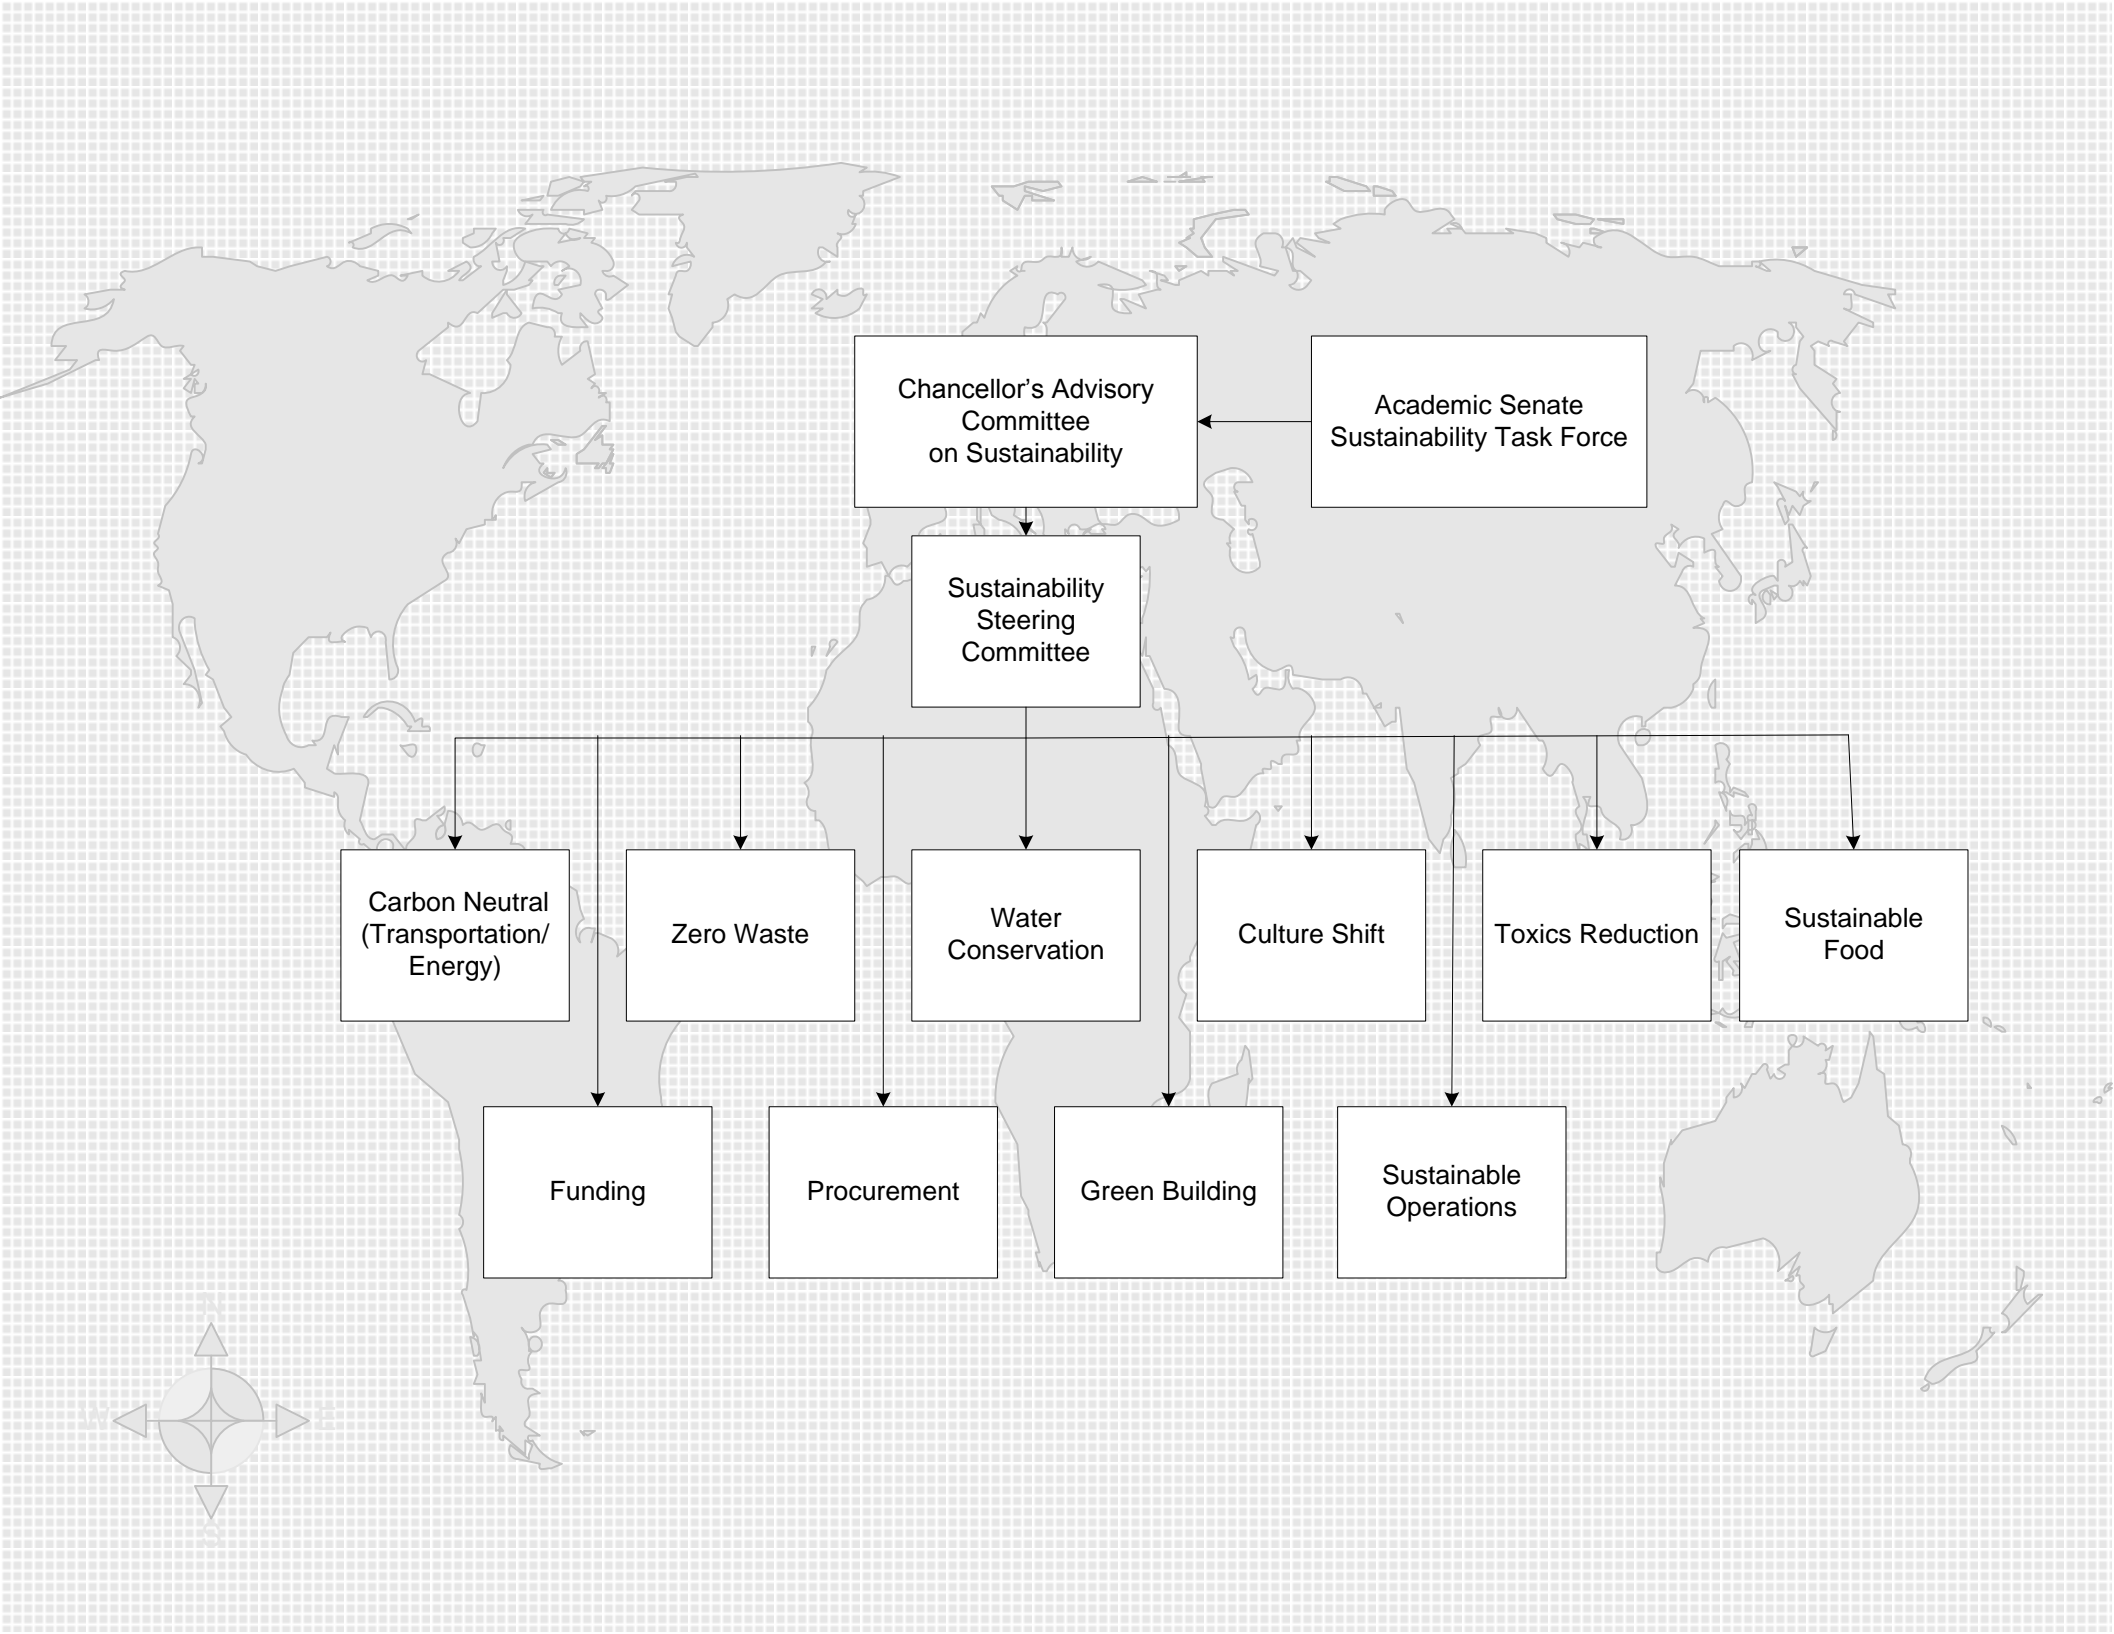 Chancellor’s Advisory
Committee
on Sustainability
Academic Senate
Sustainability Task Force
Sustainability
Steering
Committee
Carbon Neutral
(Transportation/
Energy)
Zero Waste
Water
Conservation
Culture Shift
Toxics Reduction
Sustainable
Food
Funding
Procurement
Green Building
Sustainable
Operations
N
W
E
S